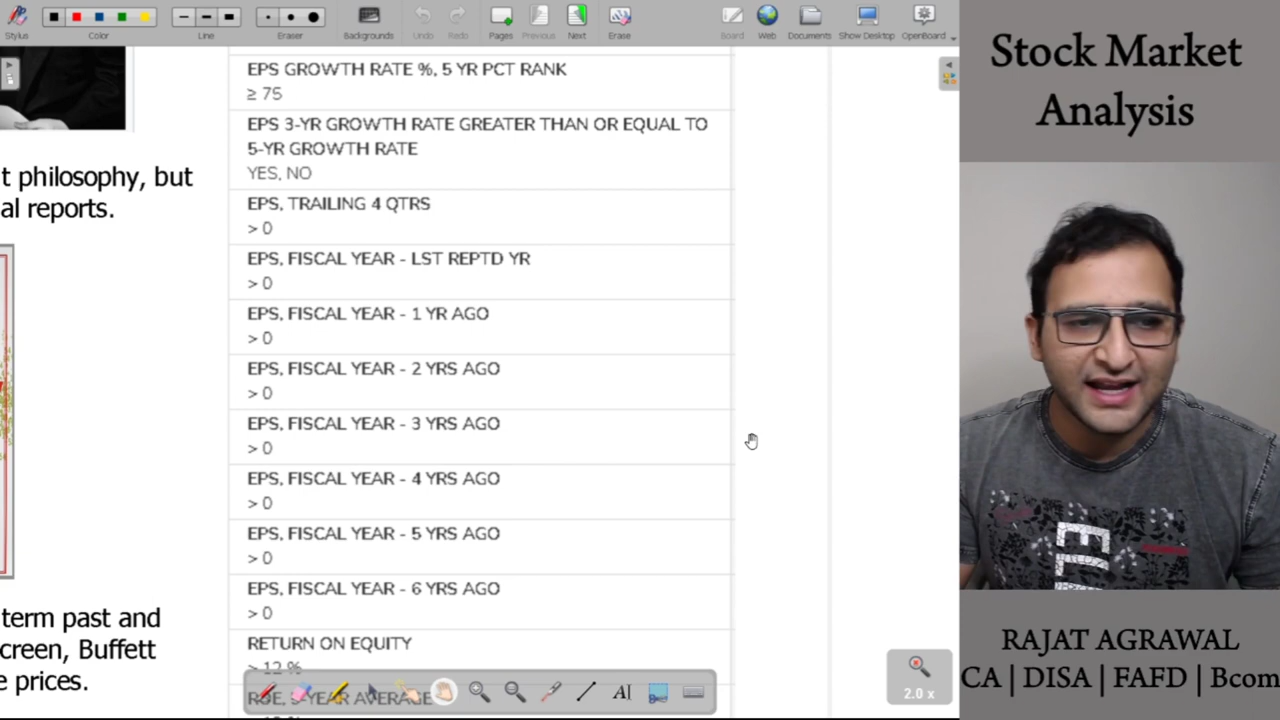 Stylus
Color
Line
Eraser
Backgrounds
Undo
Redo
Pages
Previous
Next
Erase
Board
Web
Documents
Show Desktop
OpenBoard
t philosophy, but
al reports.
term past and
creen, Buffett
e prices.
EPS GROWTH RATE %, 5 YR PCT RANK
≥ 75
EPS 3-YR GROWTH RATE GREATER THAN OR EQUAL TO
5-YR GROWTH RATE
YES, NO
EPS, TRAILING 4 QTRS
> 0
EPS, FISCAL YEAR - LST REPTD YR
> 0
EPS, FISCAL YEAR - 1 YR AGO
> 0
EPS, FISCAL YEAR - 2 YRS AGO
> 0
EPS, FISCAL YEAR - 3 YRS AGO
> 0
EPS, FISCAL YEAR - 4 YRS AGO
> 0
EPS, FISCAL YEAR - 5 YRS AGO
> 0
EPS, FISCAL YEAR - 6 YRS AGO
> 0
RETURN ON EQUITY
> 12 %
ROE, 5-YEAR AVERAGE
AI
2.0 x
Stock Market
Analysis
RAJAT AGRAWAL
CA | DISA | FAFD | Bcom